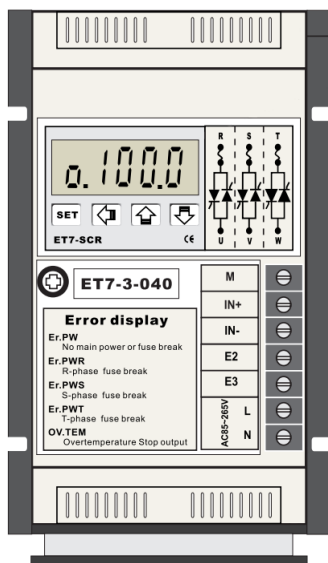 R S T
o.100.0
SET
U V W
ET7-SCR CE
ET7-3-040
Error display
Er.PW
No main power or fuse break
Er.PWR
R-phase fuse break
Er.PWS
S-phase fuse break
Er.PWT
T-phase fuse break
OV.TEM
Overtemperature Stop output
M
IN+
IN-
E2
E3
AC85~265V
L
N